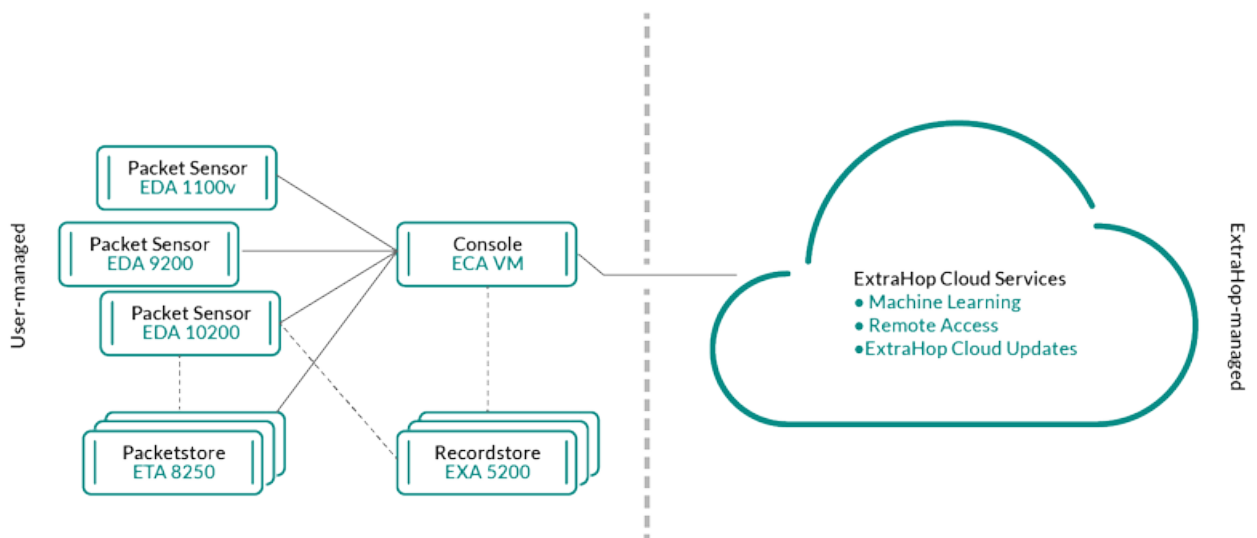 User-managed
Packet Sensor
EDA 1100v
Packet Sensor
EDA 9200
Packet Sensor
EDA 10200
Packetstore
ETA 8250
Console
ECA VM
Recordstore
EXA 5200
ExtraHop Cloud Services
● Machine Learning
● Remote Access
●ExtraHop Cloud Updates
ExtraHop-managed